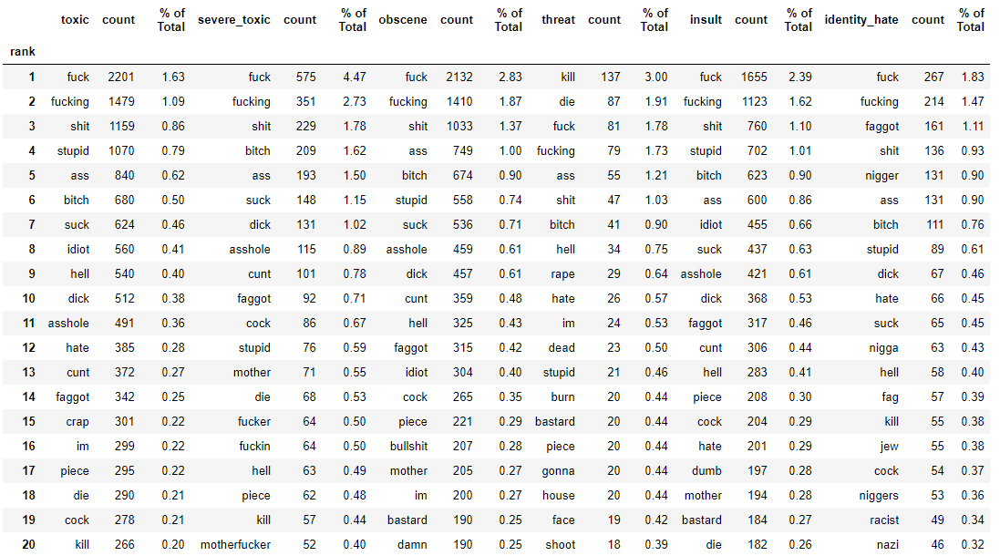 toxic count % of Total severe_toxic count % of Total obscene count % of Total threat count % of Total insult count % of Total identity_hate count % of Total
rank
1 fuck 2201 1.63 fuck 575 4.47 fuck 2132 2.83 kill 137 3.00 fuck 1655 2.39 fuck 267 1.83
2 fucking 1479 1.09 fucking 351 2.73 fucking 1410 1.87 die 87 1.91 fucking 1123 1.62 fucking 214 1.47
3 shit 1159 0.86 shit 229 1.78 shit 1033 1.37 fuck 81 1.78 shit 760 1.10 faggot 161 1.11
4 stupid 1070 0.79 bitch 209 1.62 ass 749 1.00 fucking 79 1.73 stupid 702 1.01 shit 136 0.93
5 ass 840 0.62 ass 193 1.50 bitch 674 0.90 ass 55 1.21 bitch 623 0.90 nigger 131 0.90
6 bitch 680 0.50 suck 148 1.15 stupid 558 0.74 shit 47 1.03 ass 600 0.86 ass 131 0.90
7 suck 624 0.46 dick 131 1.02 suck 536 0.71 bitch 41 0.90 idiot 455 0.66 bitch 111 0.76
8 idiot 560 0.41 asshole 115 0.89 asshole 459 0.61 hell 34 0.75 suck 437 0.63 stupid 89 0.61
9 hell 540 0.40 cunt 101 0.78 dick 457 0.61 rape 29 0.64 asshole 421 0.61 dick 67 0.46
10 dick 512 0.38 faggot 92 0.71 cunt 359 0.48 hate 26 0.57 dick 368 0.53 hate 66 0.45
11 asshole 491 0.36 cock 86 0.67 hell 325 0.43 im 24 0.53 faggot 317 0.46 suck 65 0.45
12 hate 385 0.28 stupid 76 0.59 faggot 315 0.42 dead 23 0.50 cunt 306 0.44 nigga 63 0.43
13 cunt 372 0.27 mother 71 0.55 idiot 304 0.40 stupid 21 0.46 hell 283 0.41 hell 58 0.40
14 faggot 342 0.25 die 68 0.53 cock 265 0.35 burn 20 0.44 piece 208 0.30 fag 57 0.39
15 crap 301 0.22 fucker 64 0.50 piece 221 0.29 bastard 20 0.44 cock 204 0.29 kill 55 0.38
16 im 299 0.22 fuckin 64 0.50 bullshit 207 0.28 piece 20 0.44 hate 201 0.29 jew 55 0.38
17 piece 295 0.22 hell 63 0.49 mother 205 0.27 gonna 20 0.44 dumb 197 0.28 cock 54 0.37
18 die 290 0.21 piece 62 0.48 im 200 0.27 house 20 0.44 mother 194 0.28 niggers 53 0.36
19 cock 278 0.21 kill 57 0.44 bastard 190 0.25 face 19 0.42 bastard 184 0.27 racist 49 0.34
20 kill 266 0.20 motherfucker 52 0.40 damn 190 0.25 shoot 18 0.39 die 182 0.26 nazi 46 0.32